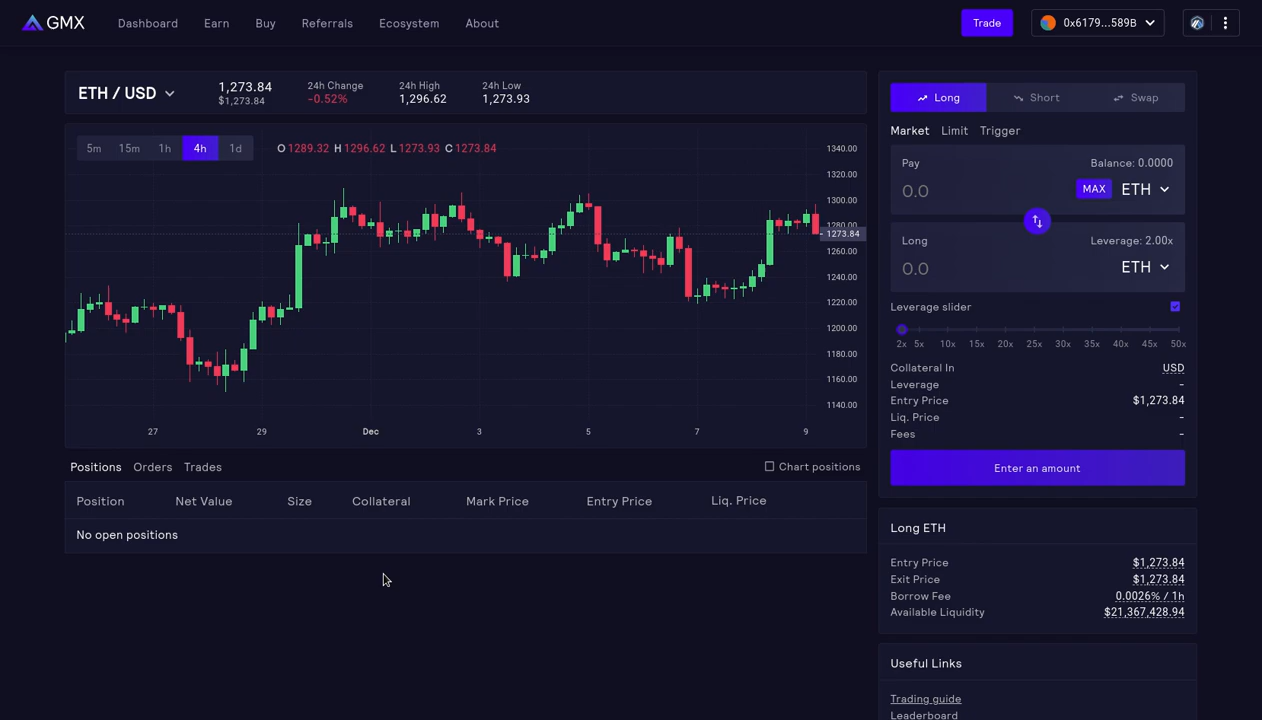 GMX Dashboard Earn Buy Referrals Ecosystem About Trade 0x6179...589B
ETH / USD
1,273.84
$1,273.84
24h Change
-0.52%
24h High
1,296.62
24h Low
1,273.93
5m 15m 1h 4h 1d
O 1289.32 H 1296.62 L 1273.93 C 1273.84
1340.00
1320.00
1300.00
1280.00
1273.84
1260.00
1240.00
1220.00
1200.00
1180.00
1160.00
1140.00
27 29 Dec 3 5 7 9
Positions Orders Trades Chart positions
Position Net Value Size Collateral Mark Price Entry Price Liq. Price
No open positions
Long Short Swap
Market Limit Trigger
Pay Balance: 0.0000
0.0 MAX ETH
Long Leverage: 2.00x
0.0 ETH
Leverage slider
2x 5x 10x 15x 20x 25x 30x 35x 40x 45x 50x
Collateral In USD
Leverage -
Entry Price $1,273.84
Liq. Price -
Fees -
Enter an amount
Long ETH
Entry Price $1,273.84
Exit Price $1,273.84
Borrow Fee 0.0026% / 1h
Available Liquidity $21,367,428.94
Useful Links
Trading guide
Leaderboard